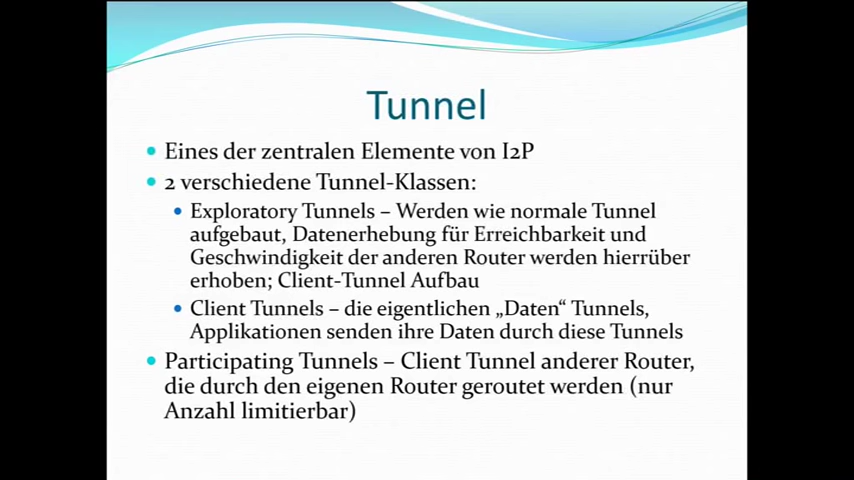 Tunnel
Eines der zentralen Elemente von I2P
2 verschiedene Tunnel-Klassen:
Exploratory Tunnels – Werden wie normale Tunnel
aufgebaut, Datenerhebung für Erreichbarkeit und
Geschwindigkeit der anderen Router werden hierrüber
erhoben; Client-Tunnel Aufbau
Client Tunnels – die eigentlichen „Daten“ Tunnels,
Applikationen senden ihre Daten durch diese Tunnels
Participating Tunnels – Client Tunnel anderer Router,
die durch den eigenen Router geroutet werden (nur
Anzahl limitierbar)